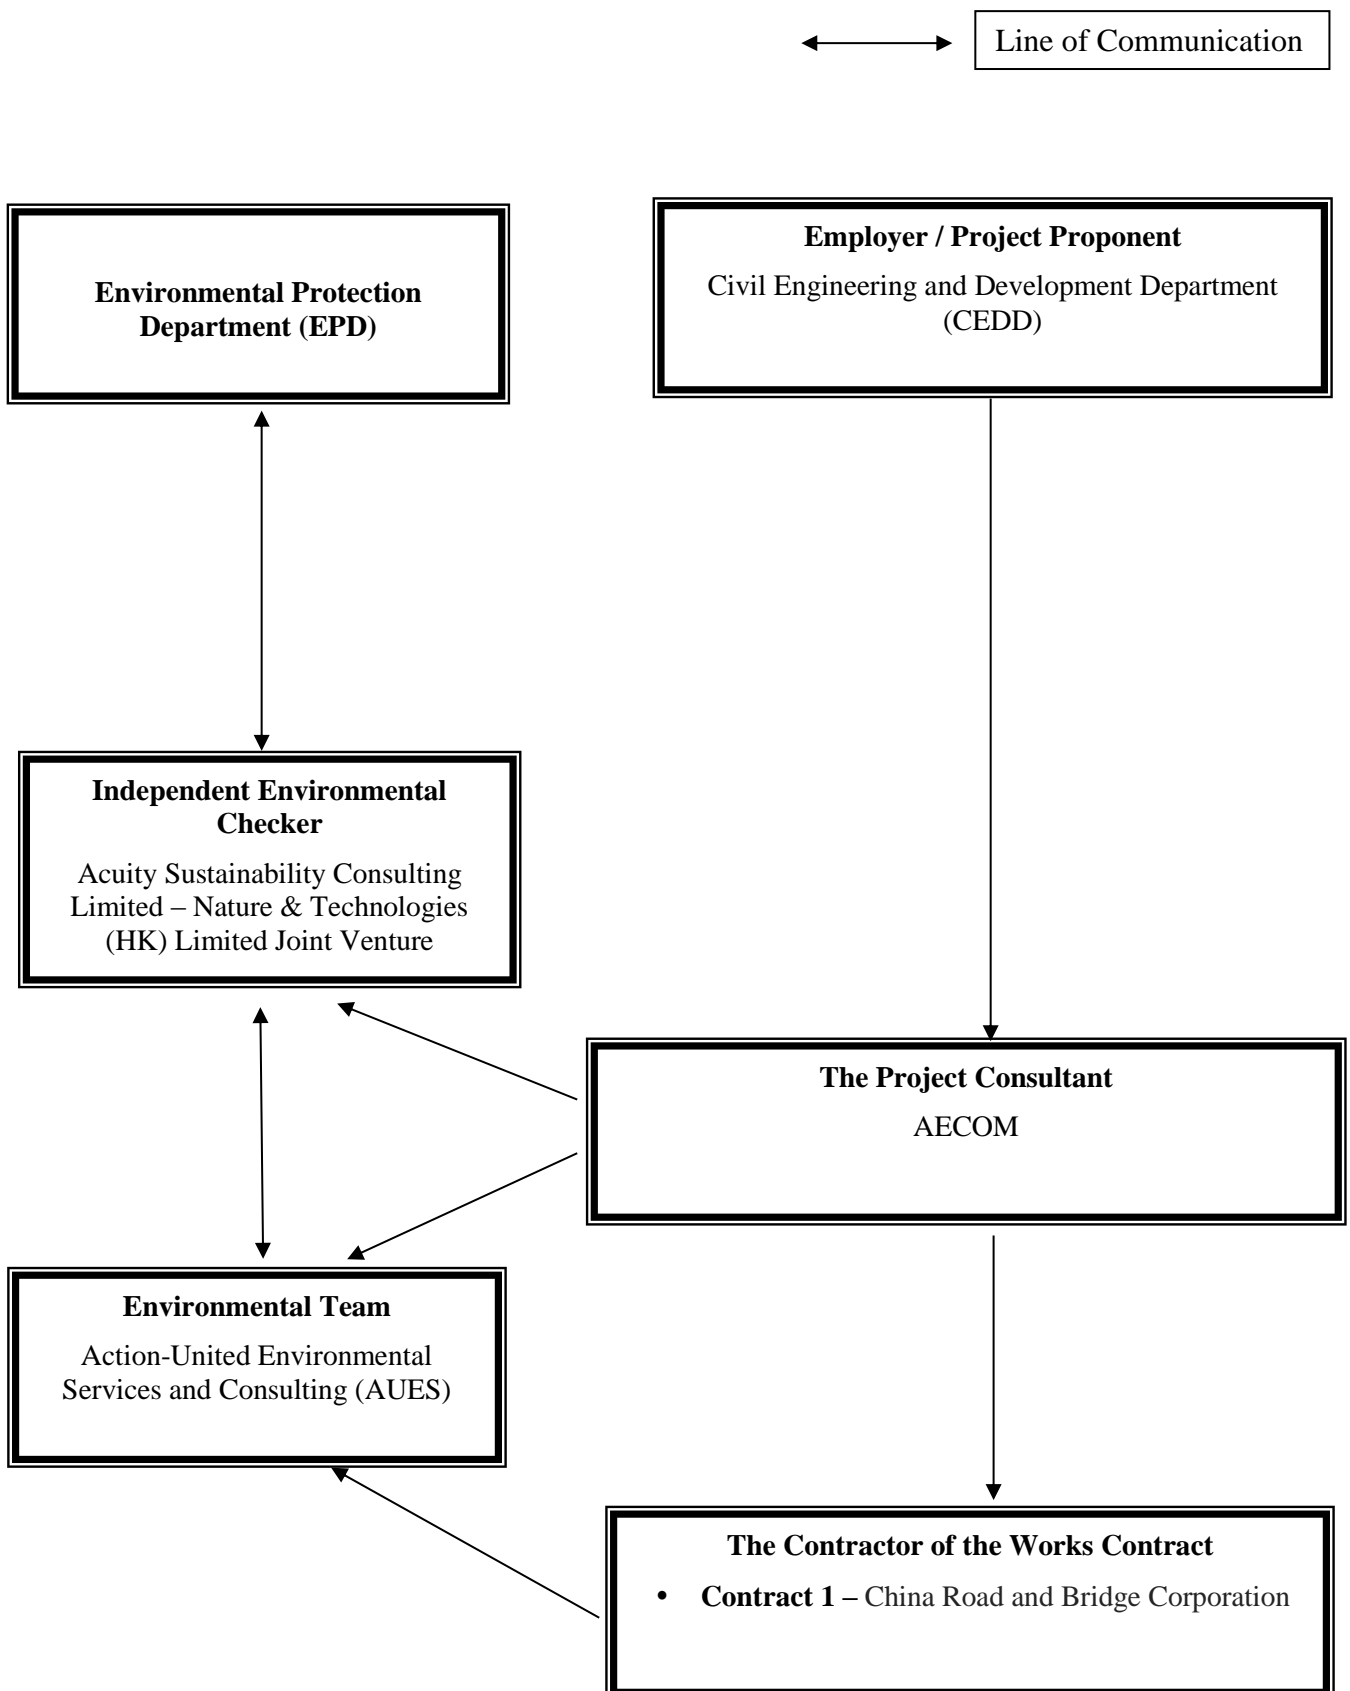 Line of Communication
Environmental Protection
Department (EPD)
Employer / Project Proponent
Civil Engineering and Development Department
(CEDD)
Independent Environmental
Checker
Acuity Sustainability Consulting
Limited – Nature & Technologies
(HK) Limited Joint Venture
The Project Consultant
AECOM
Environmental Team
Action-United Environmental
Services and Consulting (AUES)
The Contractor of the Works Contract
• Contract 1 – China Road and Bridge Corporation